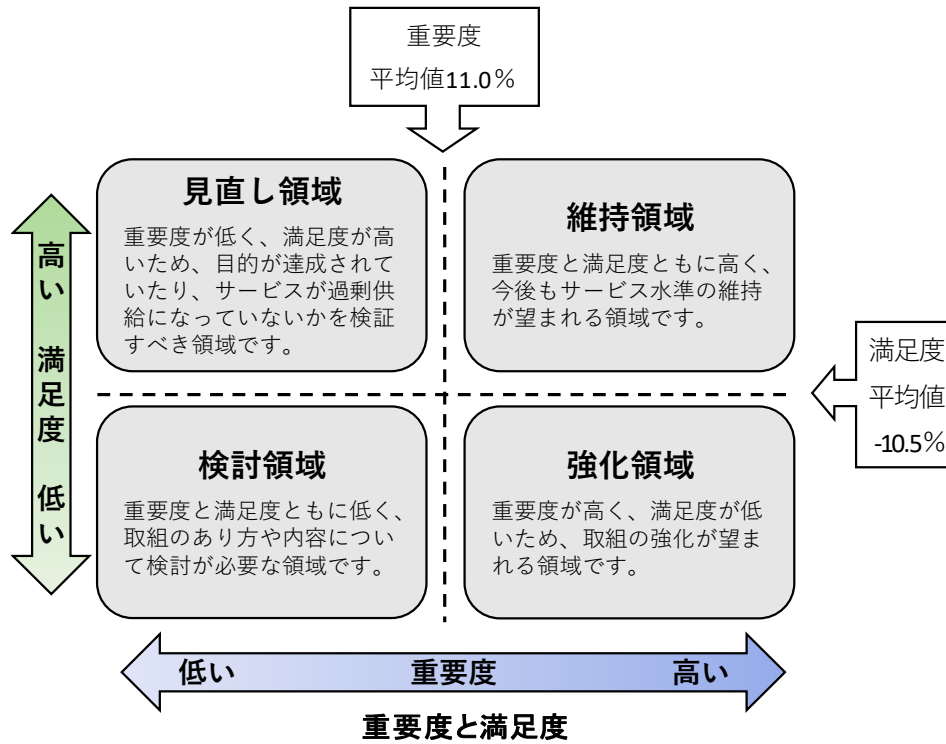 重要度
平均値11.0％
見直し領域
重要度が低く、満足度が高
いため、目的が達成されて
いたり、サービスが過剰供
給になっていないかを検証
すべき領域です。
維持領域
重要度と満足度ともに高く、
今後もサービス水準の維持
が望まれる領域です。
高い 満足度 低い
満足度
平均値
-10.5％
検討領域
重要度と満足度ともに低く、
取組のあり方や内容につい
て検討が必要な領域です。
強化領域
重要度が高く、満足度が低
いため、取組の強化が望ま
れる領域です。
低い 重要度 高い
重要度と満足度